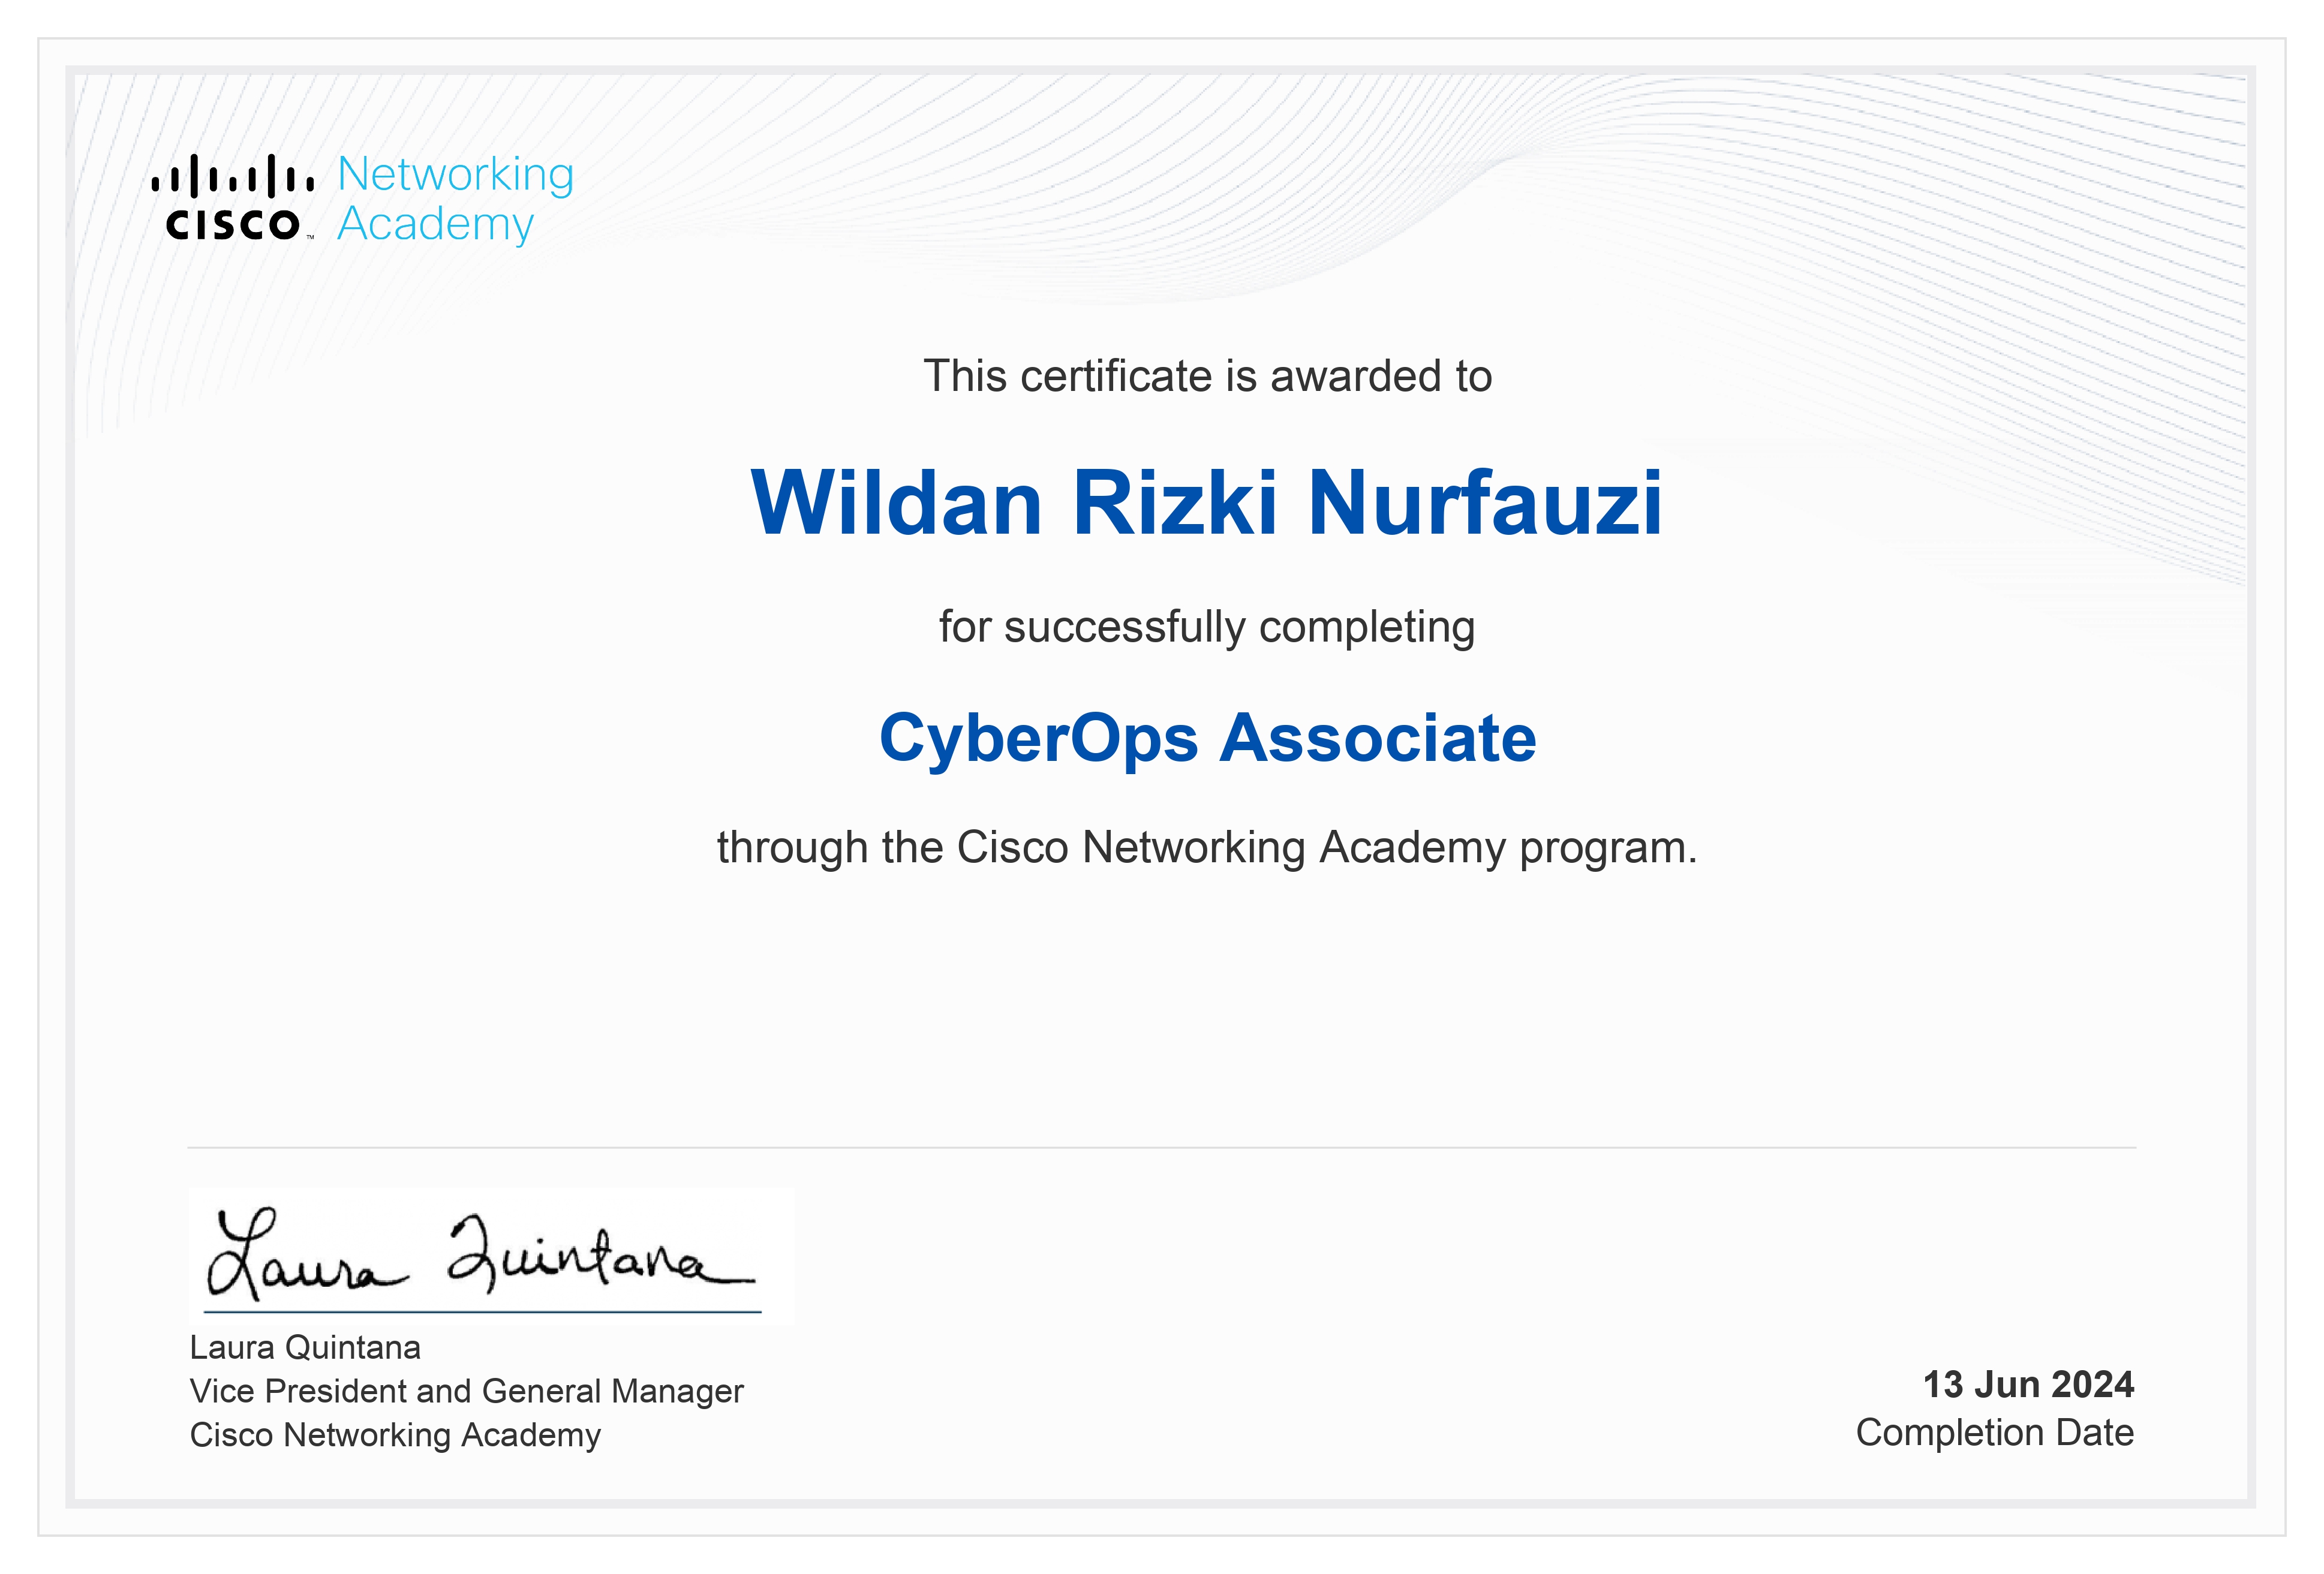 CISCO™ Networking
Academy
This certificate is awarded to
Wildan Rizki Nurfauzi
for successfully completing
CyberOps Associate
through the Cisco Networking Academy program.
Laura Quintana
Laura Quintana
Vice President and General Manager
Cisco Networking Academy
13 Jun 2024
Completion Date